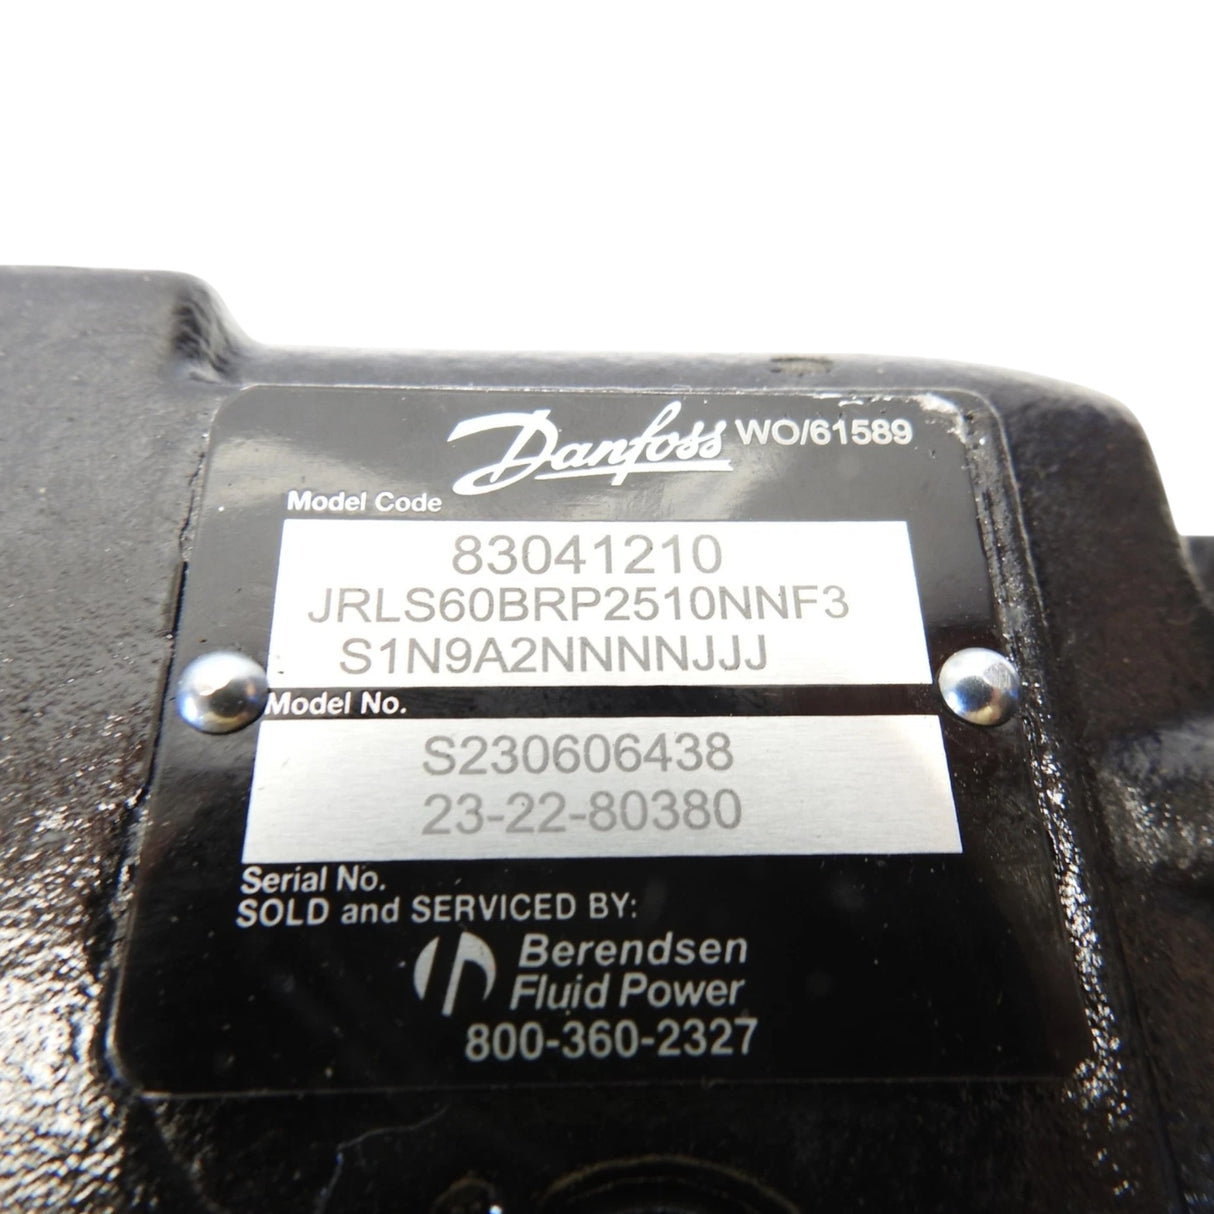 Danfoss WO/61589
Model Code
83041210
JRLS60BRP2510NNF3
S1N9A2NNNNNJJJ
Model No.
S230606438
23-22-80380
Serial No.
SOLD and SERVICED BY:
Berendsen
Fluid Power
800-360-2327